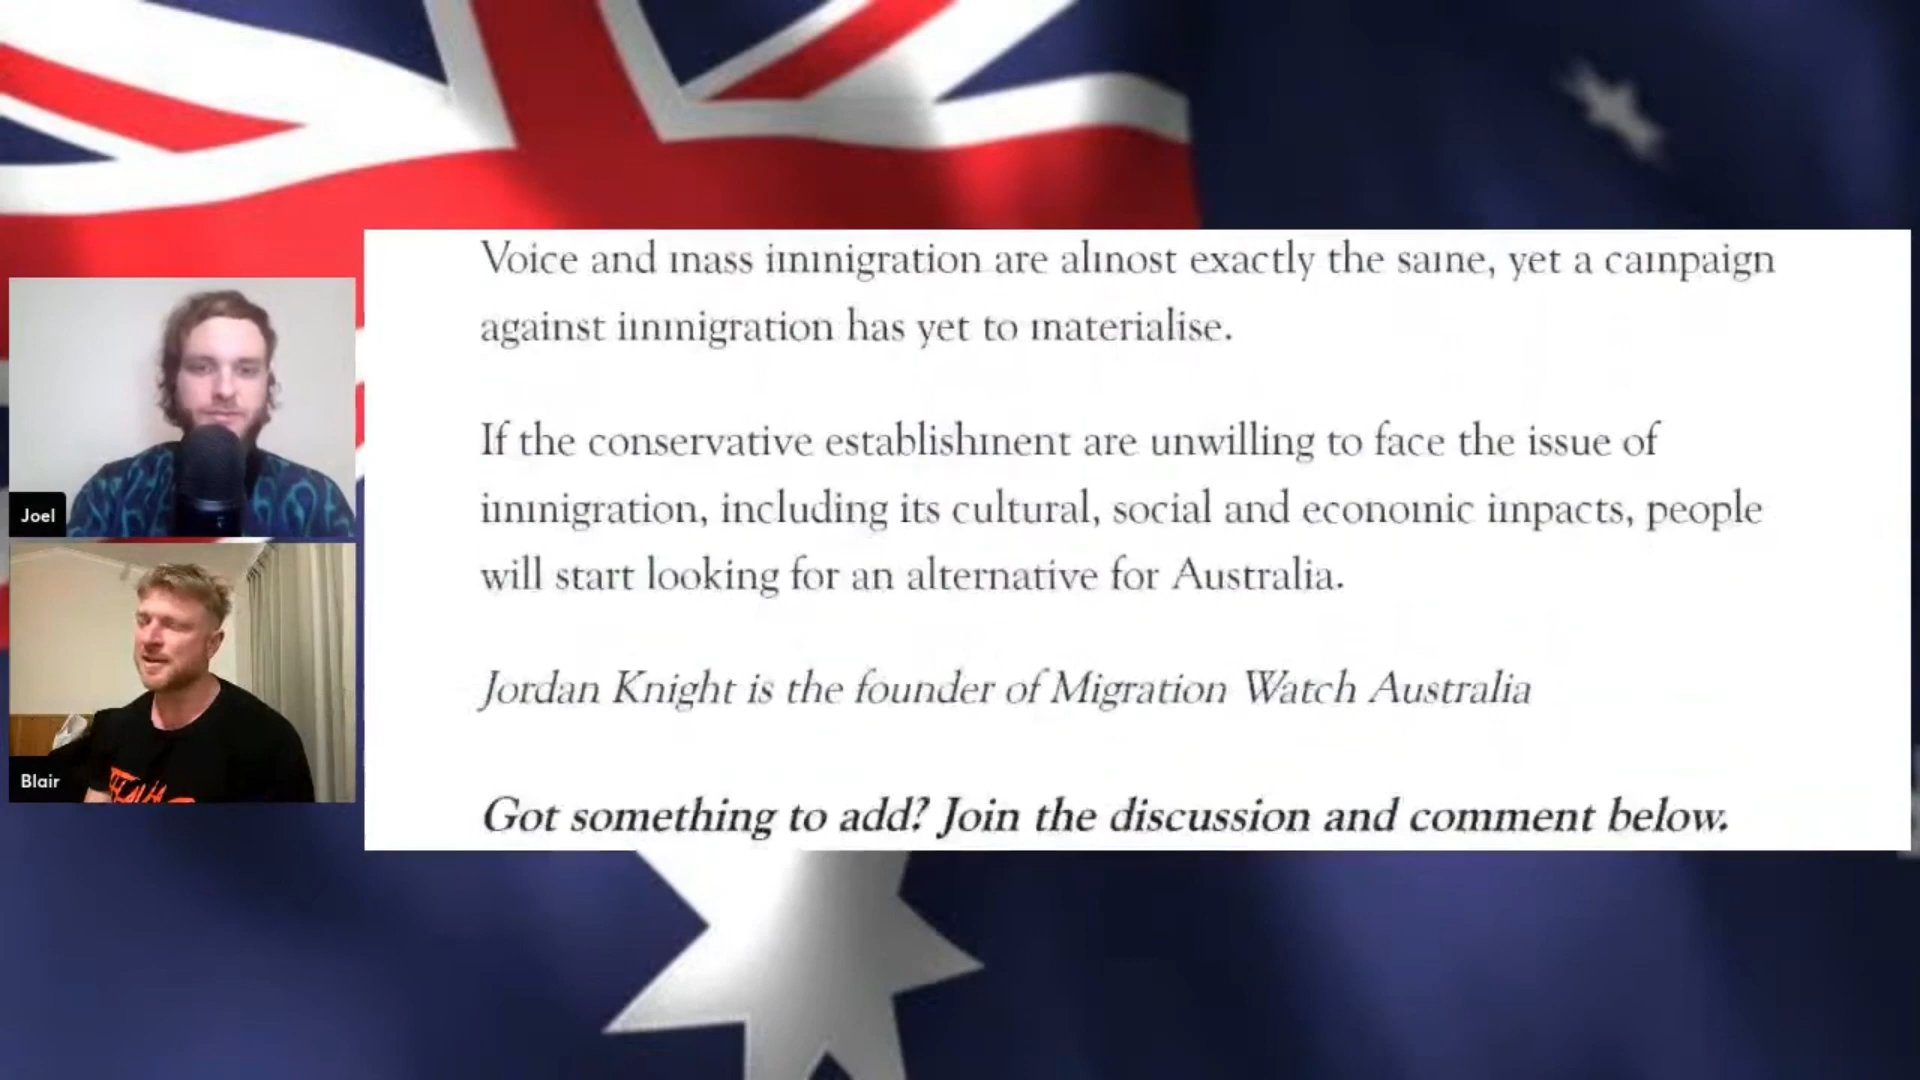 Voice and mass immigration are almost exactly the same, yet a campaign
against immigration has yet to materialise.
If the conservative establishment are unwilling to face the issue of
immigration, including its cultural, social and economic impacts, people
will start looking for an alternative for Australia.
Jordan Knight is the founder of Migration Watch Australia
Got something to add? Join the discussion and comment below.
Joel
Blair